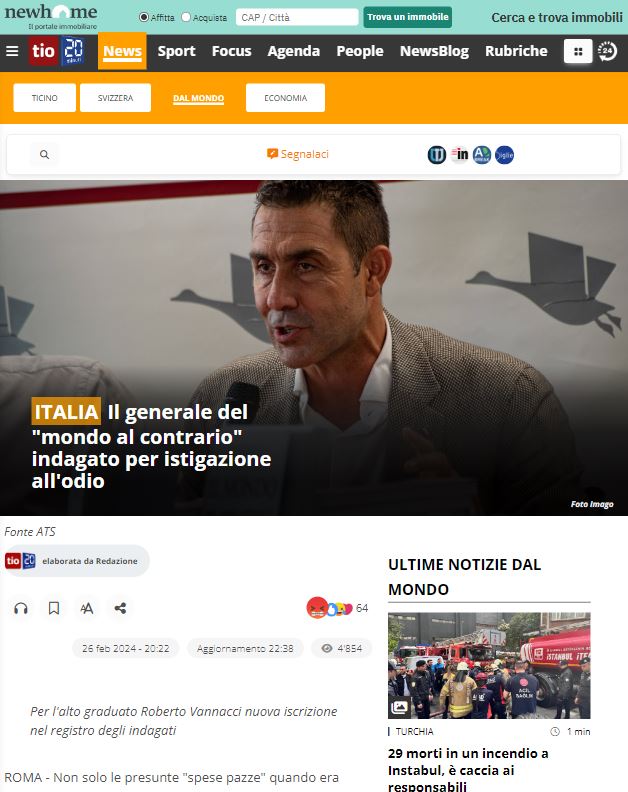 newhome
Il portale immobiliare
Affitta Acquista CAP / Città Trova un immobile Cerca e trova immobili
tio 20 minuti News Sport Focus Agenda People NewsBlog Rubriche 24
TICINO SVIZZERA DAL MONDO ECONOMIA
Segnalaci
ITALIA Il generale del
"mondo al contrario"
indagato per istigazione
all'odio
Foto Imago
Fonte ATS
tio 20 elaborata da Redazione
A
64
26 feb 2024 - 20:22 Aggiornamento 22:38 4'854
Per l'alto graduato Roberto Vannacci nuova iscrizione
nel registro degli indagati
ROMA - Non solo le presunte "spese pazze" quando era
ULTIME NOTIZIE DAL
MONDO
TURCHIA 1 min
29 morti in un incendio a
Instabul, è caccia ai
responsabili